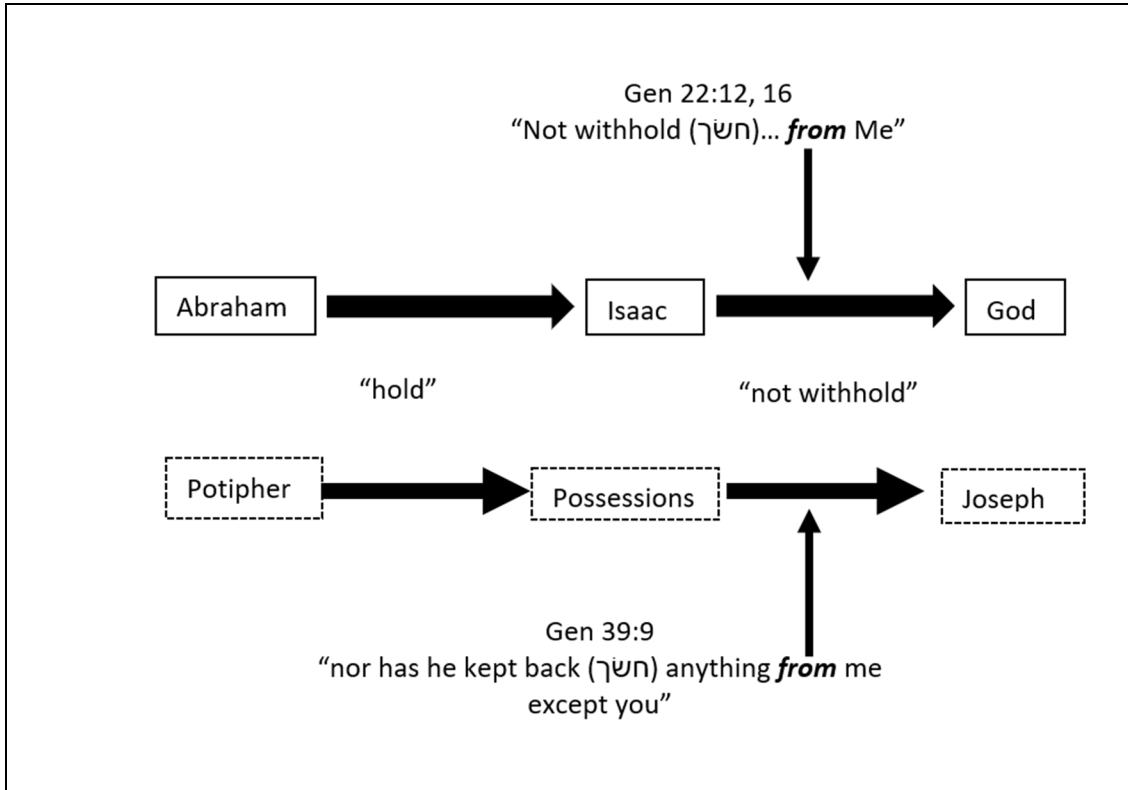 Gen 22:12, 16
“Not withhold (חשׂך)… from Me”
Abraham
Isaac
God
“hold”
“not withhold”
Potipher
Possessions
Joseph
Gen 39:9
“nor has he kept back (חשׂך) anything from me
except you”